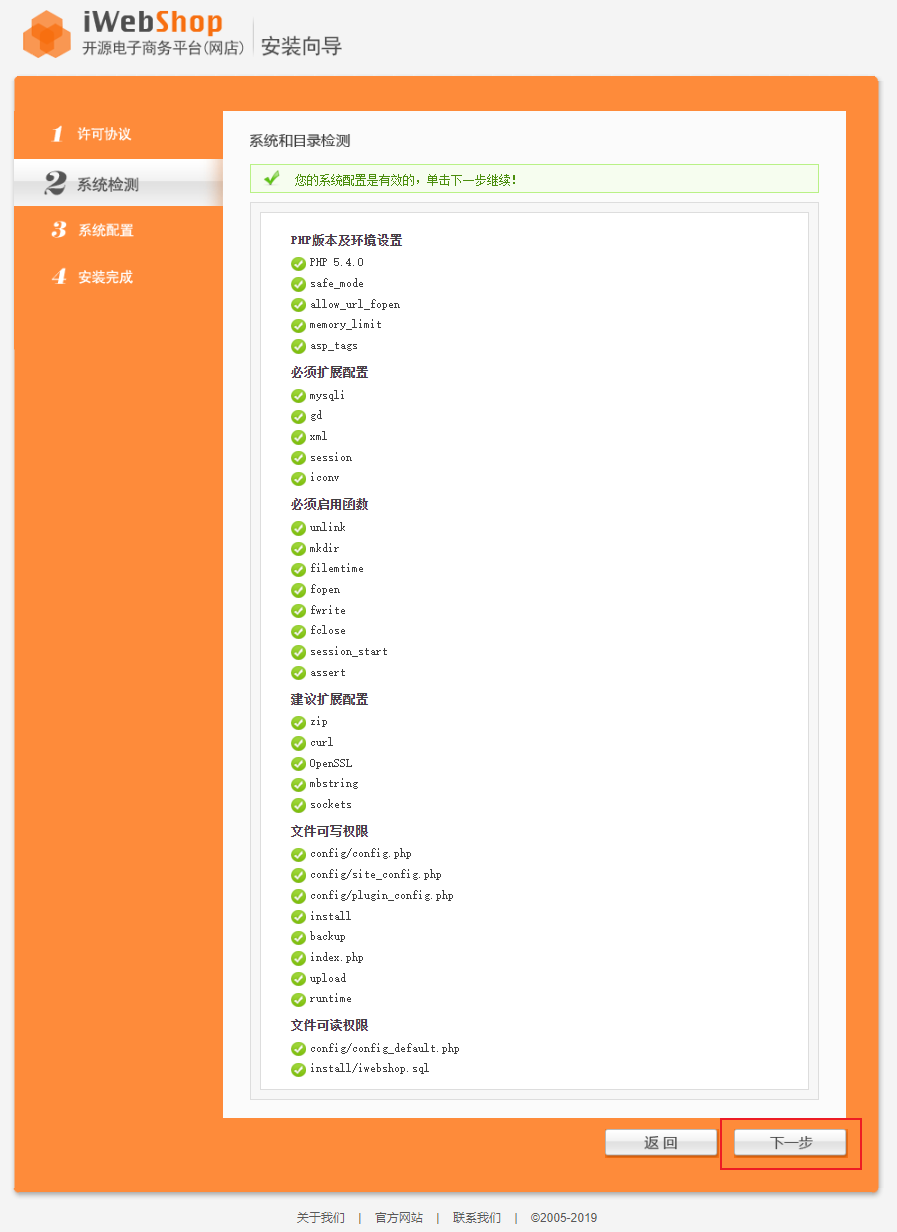 iWebShop
开源电子商务平台(网店)
安装向导
1 许可协议
2 系统检测
3 系统配置
4 安装完成
系统和目录检测
您的系统配置是有效的，单击下一步继续！
PHP版本及环境设置
PHP 5.4.0
safe_mode
allow_url_fopen
memory_limit
asp_tags
必须扩展配置
mysqli
gd
xml
session
iconv
必须启用函数
unlink
mkdir
filemtime
fopen
fwrite
fclose
session_start
assert
建议扩展配置
zip
curl
OpenSSL
mbstring
sockets
文件可写权限
config/config.php
config/site_config.php
config/plugin_config.php
install
backup
index.php
upload
runtime
文件可读权限
config/config_default.php
install/iwebshop.sql
返 回
下一步
关于我们 | 官方网站 | 联系我们 | ©2005-2019